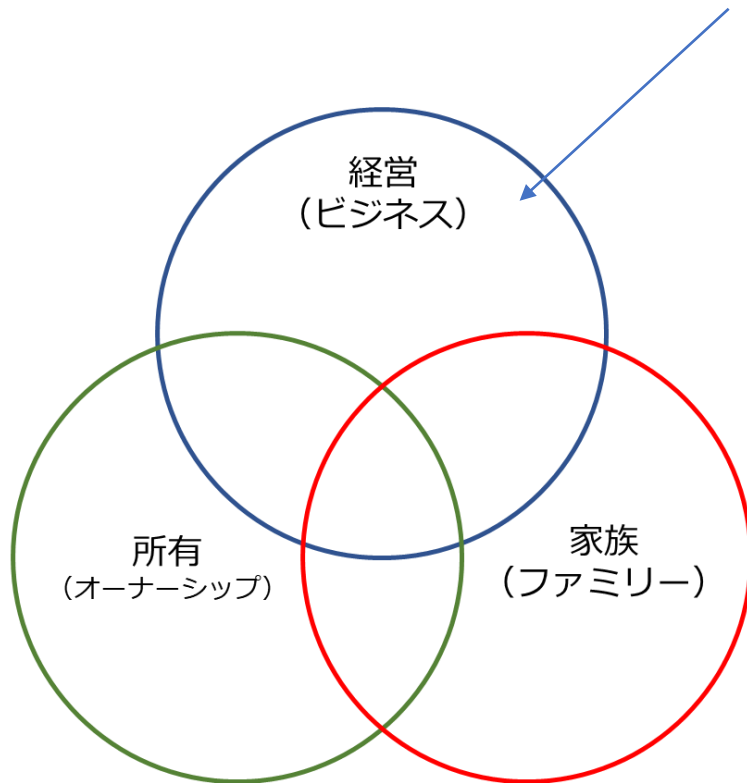 経営
（ビジネス）
所有
（オーナーシップ）
家族
（ファミリー）